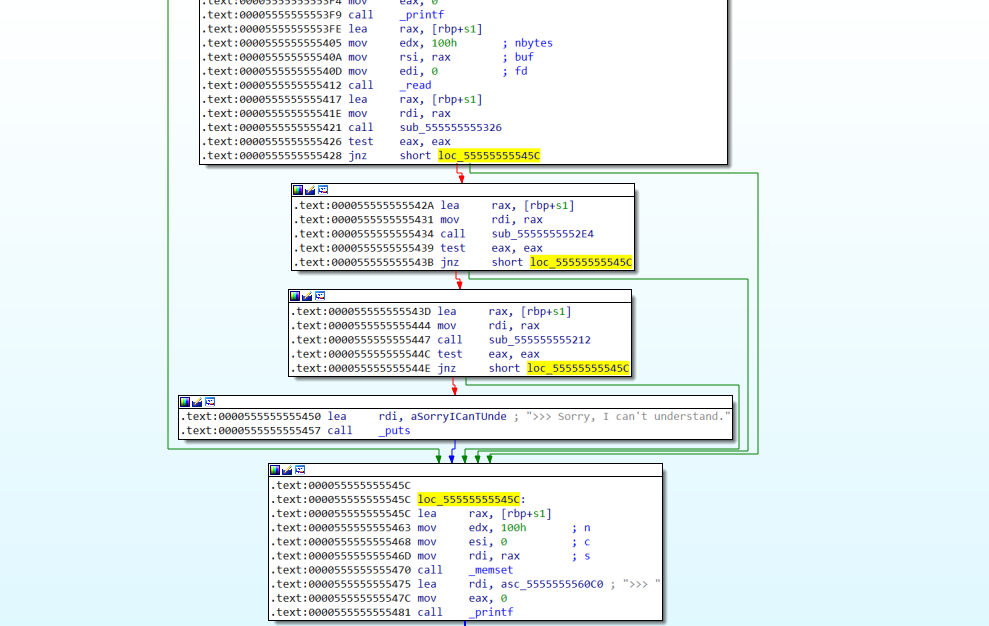 .text:00005555555553F4 mov eax, 0
.text:00005555555553F9 call _printf
.text:00005555555553FE lea rax, [rbp+s1]
.text:0000555555555405 mov edx, 100h ; nbytes
.text:000055555555540A mov rsi, rax ; buf
.text:000055555555540D mov edi, 0 ; fd
.text:0000555555555412 call _read
.text:0000555555555417 lea rax, [rbp+s1]
.text:000055555555541E mov rdi, rax
.text:0000555555555421 call sub_555555555326
.text:0000555555555426 test eax, eax
.text:0000555555555428 jnz short loc_55555555545C
.text:000055555555542A lea rax, [rbp+s1]
.text:0000555555555431 mov rdi, rax
.text:0000555555555434 call sub_5555555552E4
.text:0000555555555439 test eax, eax
.text:000055555555543B jnz short loc_55555555545C
.text:000055555555543D lea rax, [rbp+s1]
.text:0000555555555444 mov rdi, rax
.text:0000555555555447 call sub_555555555212
.text:000055555555544C test eax, eax
.text:000055555555544E jnz short loc_55555555545C
.text:0000555555555450 lea rdi, aSorryICanTUnde ; ">>> Sorry, I can't understand."
.text:0000555555555457 call _puts
.text:000055555555545C
.text:000055555555545C loc_55555555545C:
.text:000055555555545C lea rax, [rbp+s1]
.text:0000555555555463 mov edx, 100h ; n
.text:0000555555555468 mov esi, 0 ; c
.text:000055555555546D mov rdi, rax ; s
.text:0000555555555470 call _memset
.text:0000555555555475 lea rdi, asc_5555555560C0 ; ">>> "
.text:000055555555547C mov eax, 0
.text:0000555555555481 call _printf